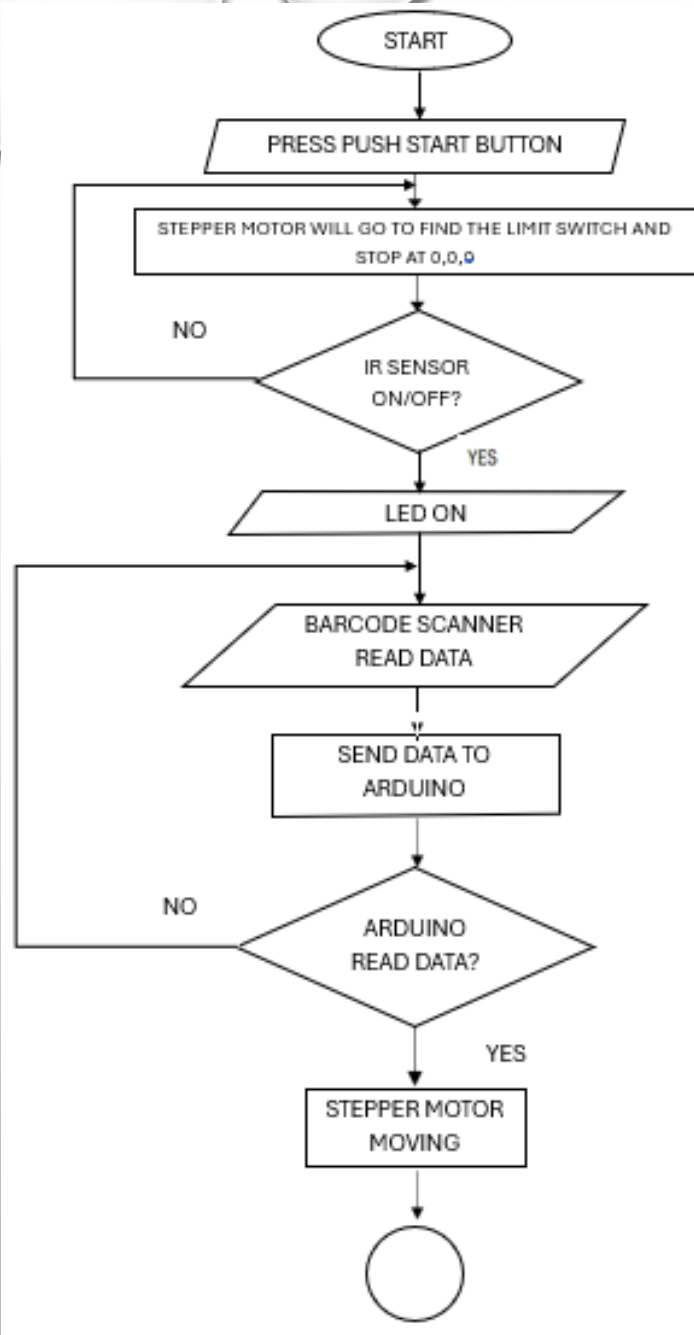 START
PRESS PUSH START BUTTON
STEPPER MOTOR WILL GO TO FIND THE LIMIT SWITCH AND
STOP AT 0,0,0
NO
IR SENSOR
ON/OFF?
YES
LED ON
BARCODE SCANNER
READ DATA
SEND DATA TO
ARDUINO
NO
ARDUINO
READ DATA?
YES
STEPPER MOTOR
MOVING